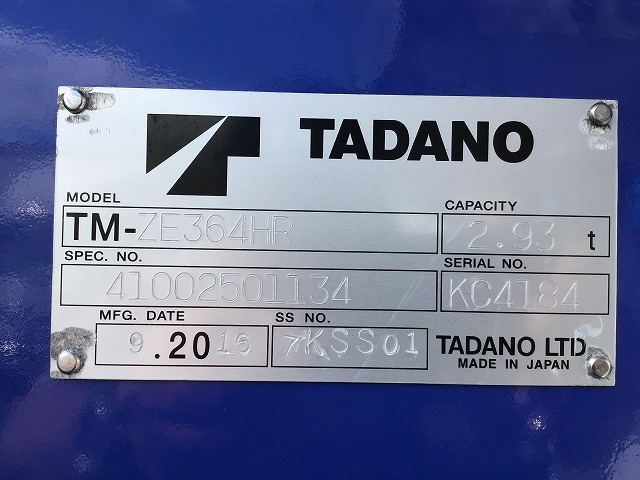 TADANO
MODEL
TM-ZE364HR
CAPACITY
2.93 t
SPEC. NO.
41002501134
SERIAL NO.
KC4184
MFG. DATE
9.2016
SS NO.
7KSS01
TADANO LTD
MADE IN JAPAN